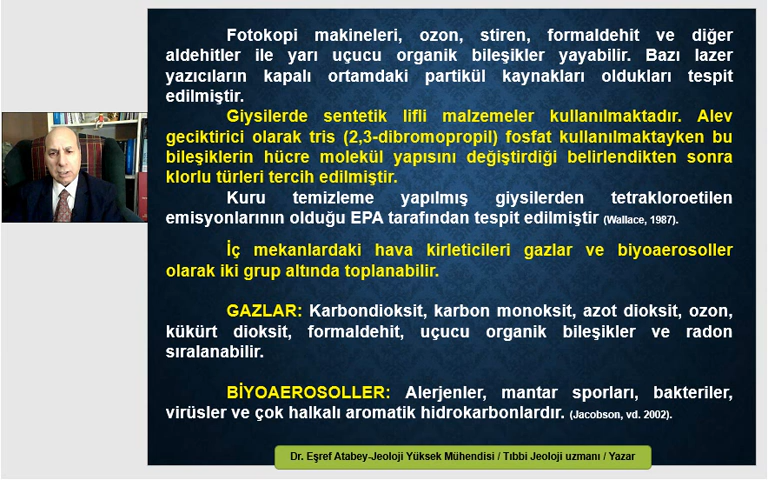 Fotokopi makineleri, ozon, stiren, formaldehit ve diğer
aldehitler ile yarı uçucu organik bileşikler yayabilir. Bazı lazer
yazıcıların kapalı ortamdaki partikül kaynakları oldukları tespit
edilmiştir.
Giysilerde sentetik lifli malzemeler kullanılmaktadır. Alev
geciktirici olarak tris (2,3-dibromopropil) fosfat kullanılmaktayken bu
bileşiklerin hücre molekül yapısını değiştirdiği belirlendikten sonra
klorlu türleri tercih edilmiştir.
Kuru temizleme yapılmış giysilerden tetrakloroetilen
emisyonlarının olduğu EPA tarafından tespit edilmiştir (Wallace, 1987).
İç mekanlardaki hava kirleticileri gazlar ve biyoaerosoller
olarak iki grup altında toplanabilir.
GAZLAR: Karbondioksit, karbon monoksit, azot dioksit, ozon,
kükürt dioksit, formaldehit, uçucu organik bileşikler ve radon
sıralanabilir.
BİYOAEROSOLLER: Alerjenler, mantar sporları, bakteriler,
virüsler ve çok halkalı aromatik hidrokarbonlardır. (Jacobson, vd. 2002).
Dr. Eşref Atabey-Jeoloji Yüksek Mühendisi / Tıbbi Jeoloji uzmanı / Yazar